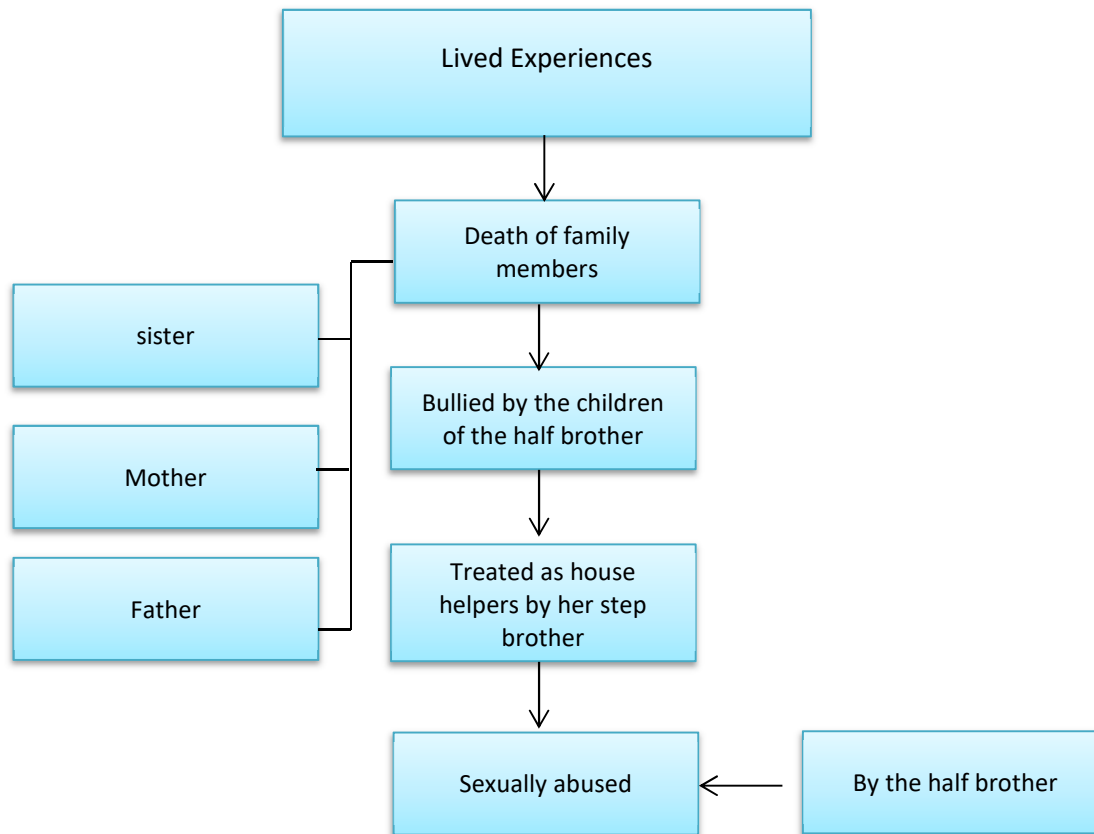 Lived Experiences
Death of family
members
sister
Mother
Father
Bullied by the children
of the half brother
Treated as house
helpers by her step
brother
Sexually abused
By the half brother